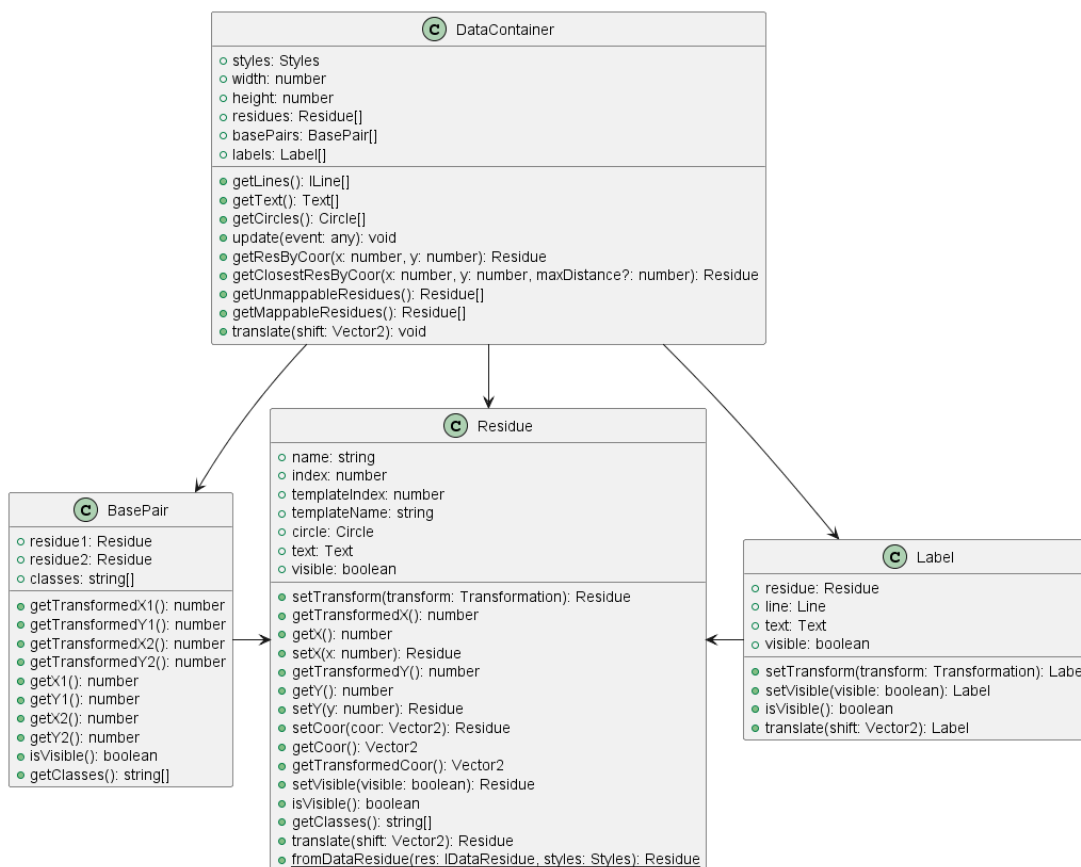 C DataContainer
styles: Styles
width: number
height: number
residues: Residue[]
basePairs: BasePair[]
labels: Label[]
getLines(): ILine[]
getText(): Text[]
getCircles(): Circle[]
update(event: any): void
getResByCoor(x: number, y: number): Residue
getClosestResByCoor(x: number, y: number, maxDistance?: number): Residue
getUnmappableResidues(): Residue[]
getMappableResidues(): Residue[]
translate(shift: Vector2): void
C BasePair
residue1: Residue
residue2: Residue
classes: string[]
getTransformedX1(): number
getTransformedY1(): number
getTransformedX2(): number
getTransformedY2(): number
getX1(): number
getY1(): number
getX2(): number
getY2(): number
isVisible(): boolean
getClasses(): string[]
C Residue
name: string
index: number
templateIndex: number
templateName: string
circle: Circle
text: Text
visible: boolean
setTransform(transform: Transformation): Residue
getTransformedX(): number
getX(): number
setX(x: number): Residue
getTransformedY(): number
getY(): number
setY(y: number): Residue
setCoor(coor: Vector2): Residue
getCoor(): Vector2
getTransformedCoor(): Vector2
setVisible(visible: boolean): Residue
isVisible(): boolean
getClasses(): string[]
translate(shift: Vector2): Residue
fromDataResidue(res: IDataResidue, styles: Styles): Residue
C Label
residue: Residue
line: Line
text: Text
visible: boolean
setTransform(transform: Transformation): Label
setVisible(visible: boolean): Label
isVisible(): boolean
translate(shift: Vector2): Label